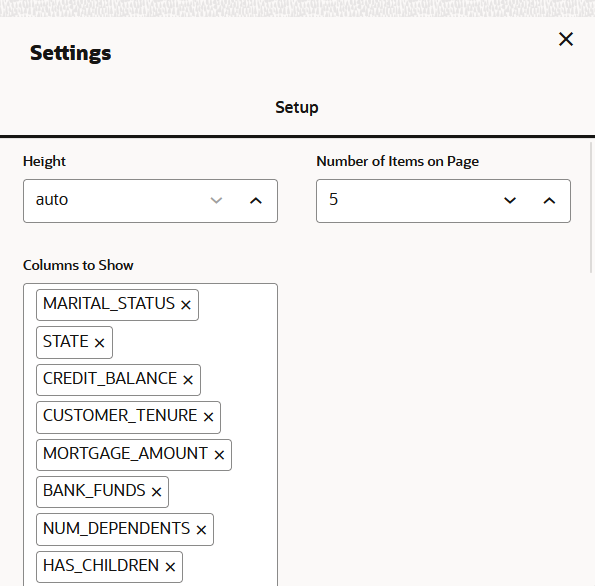 Settings
Setup
Height
Number of Items on Page
auto
5
Columns to Show
MARITAL_STATUS
STATE
CREDIT_BALANCE
CUSTOMER_TENURE
MORTGAGE_AMOUNT
BANK_FUNDS
NUM_DEPENDENTS
HAS_CHILDREN